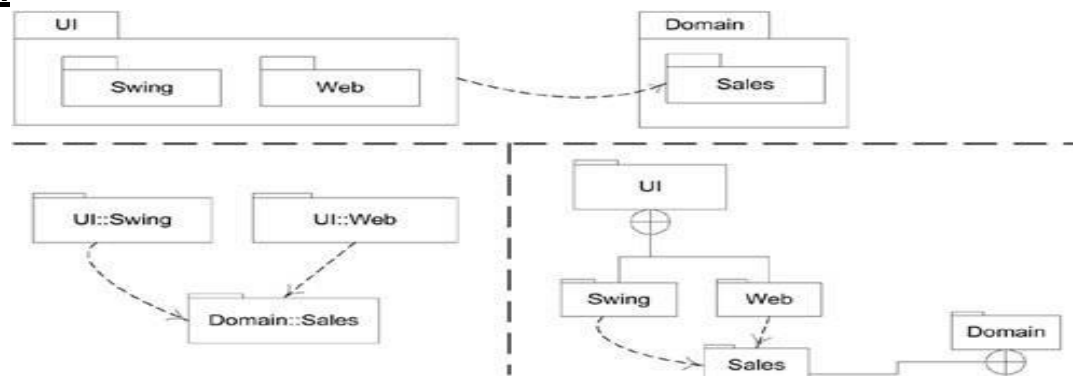 UI
Domain
Swing
Web
Sales
UI::Swing
UI::Web
Domain::Sales
UI
Swing
Web
Domain
Sales